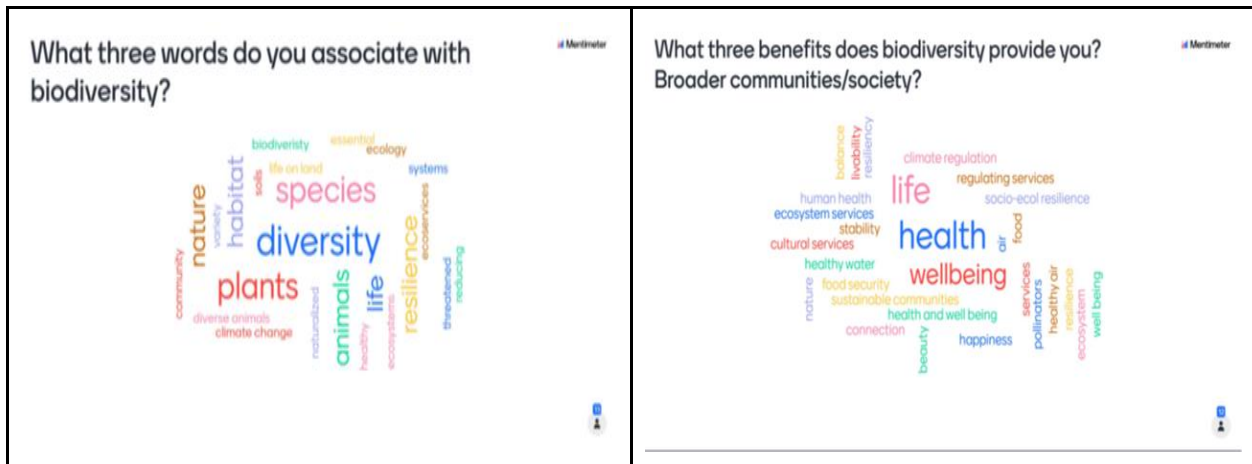 What three words do you associate with
biodiversity?
Mentimeter
biodiveristy
essential
ecology
life on land
systems
soils
habitat
species
nature
variety
ecoservices
diversity
resilience
community
plants
animals
life
threatened
reducing
diverse animals
climate change
naturalized
healthy
ecosystems
What three benefits does biodiversity provide you?
Broader communities/society?
Mentimeter
balance
livability
resiliency
climate regulation
life
regulating services
human health
socio-ecol resilience
ecosystem services
stability
health
air
food
cultural services
healthy water
wellbeing
nature
food security
sustainable communities
services
pollinators
healthy air
resilience
ecosystem
well being
health and well being
connection
beauty
happiness